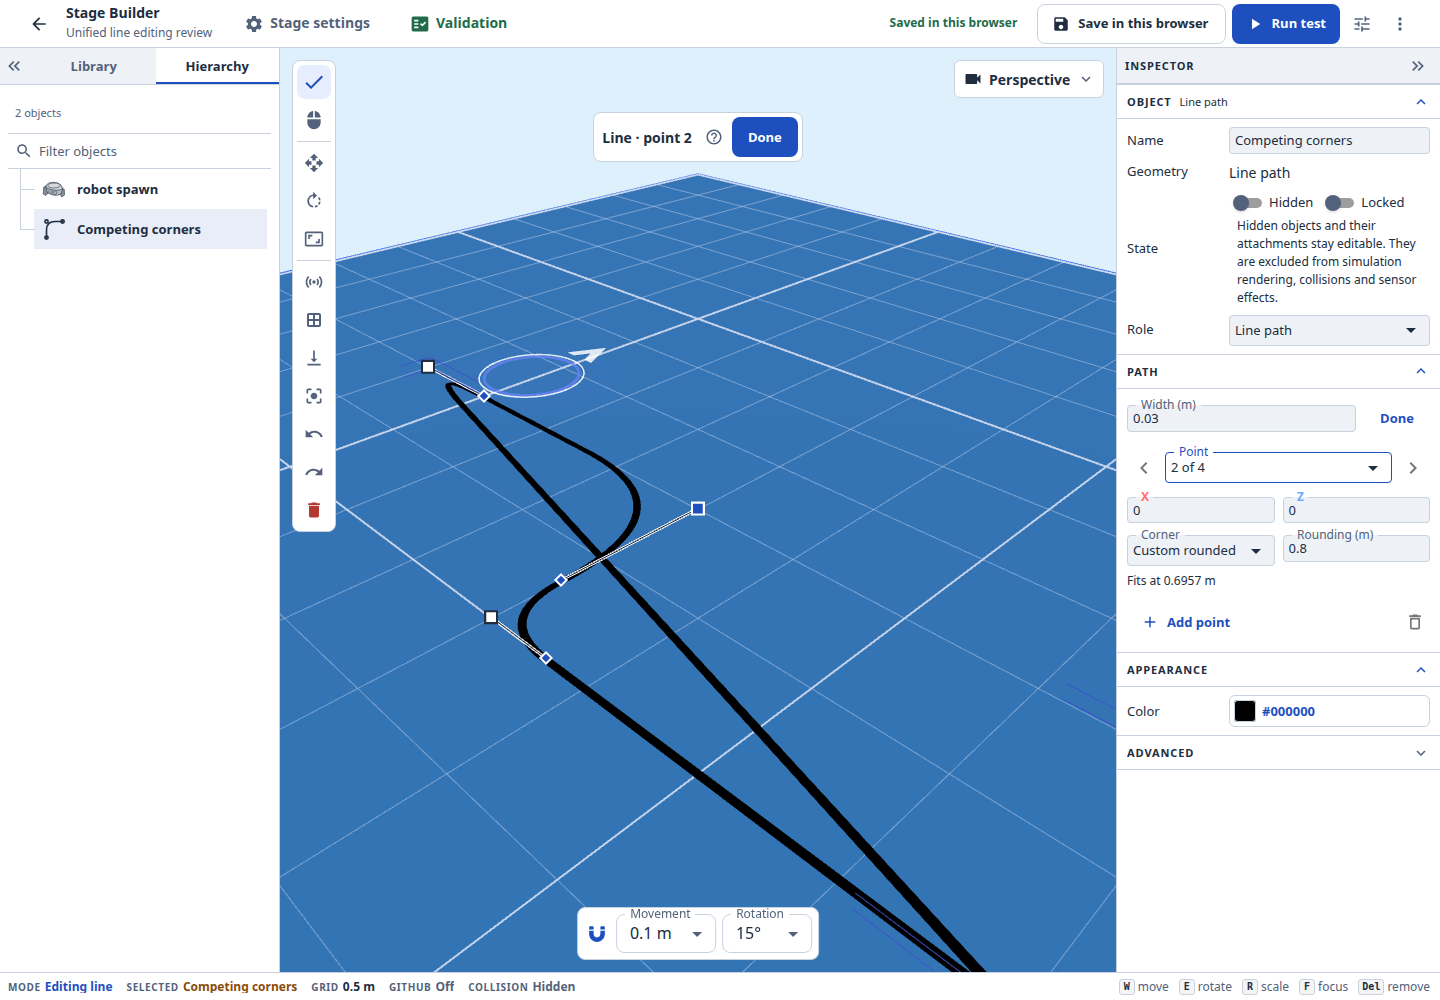 Stage Builder
Unified line editing review
Stage settings
Validation
Saved in this browser
Save in this browser
Run test
Library
Hierarchy
2 objects
Filter objects
robot spawn
Competing corners
Perspective
Line · point 2
Done
Movement
0.1 m
Rotation
15°
INSPECTOR
OBJECT Line path
Name
Competing corners
Geometry
Line path
Hidden
Locked
State
Hidden objects and their
attachments stay editable. They
are excluded from simulation
rendering, collisions and sensor
effects.
Role
Line path
PATH
Width (m)
0.03
Done
Point
2 of 4
X
0
Z
0
Corner
Custom rounded
Rounding (m)
0.8
Fits at 0.6957 m
Add point
APPEARANCE
Color
#000000
ADVANCED
MODE Editing line
SELECTED Competing corners
GRID 0.5 m
GITHUB Off
COLLISION Hidden
W move
E rotate
R scale
F focus
Del remove